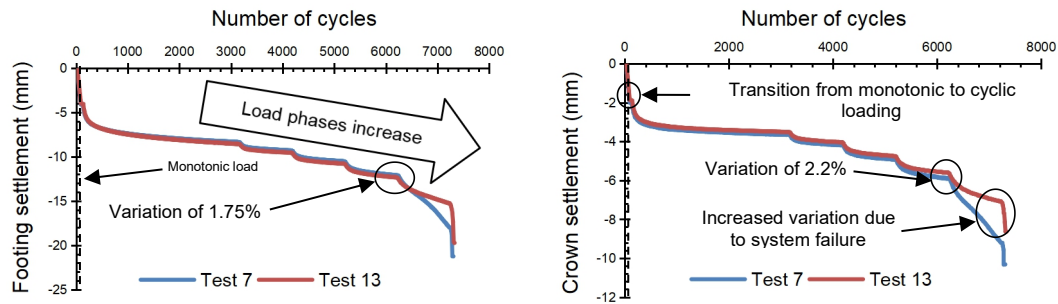 Number of cycles
0 1000 2000 3000 4000 5000 6000 7000 8000
0
-5
-10
-15
-20
-25
Footing settlement (mm)
Load phases increase
Monotonic load
Variation of 1.75%
Test 7 Test 13
Number of cycles
0 2000 4000 6000 8000
0
-2
-4
-6
-8
-10
-12
Crown settlement (mm)
Transition from monotonic to cyclic
loading
Variation of 2.2%
Increased variation due
to system failure
Test 7 Test 13